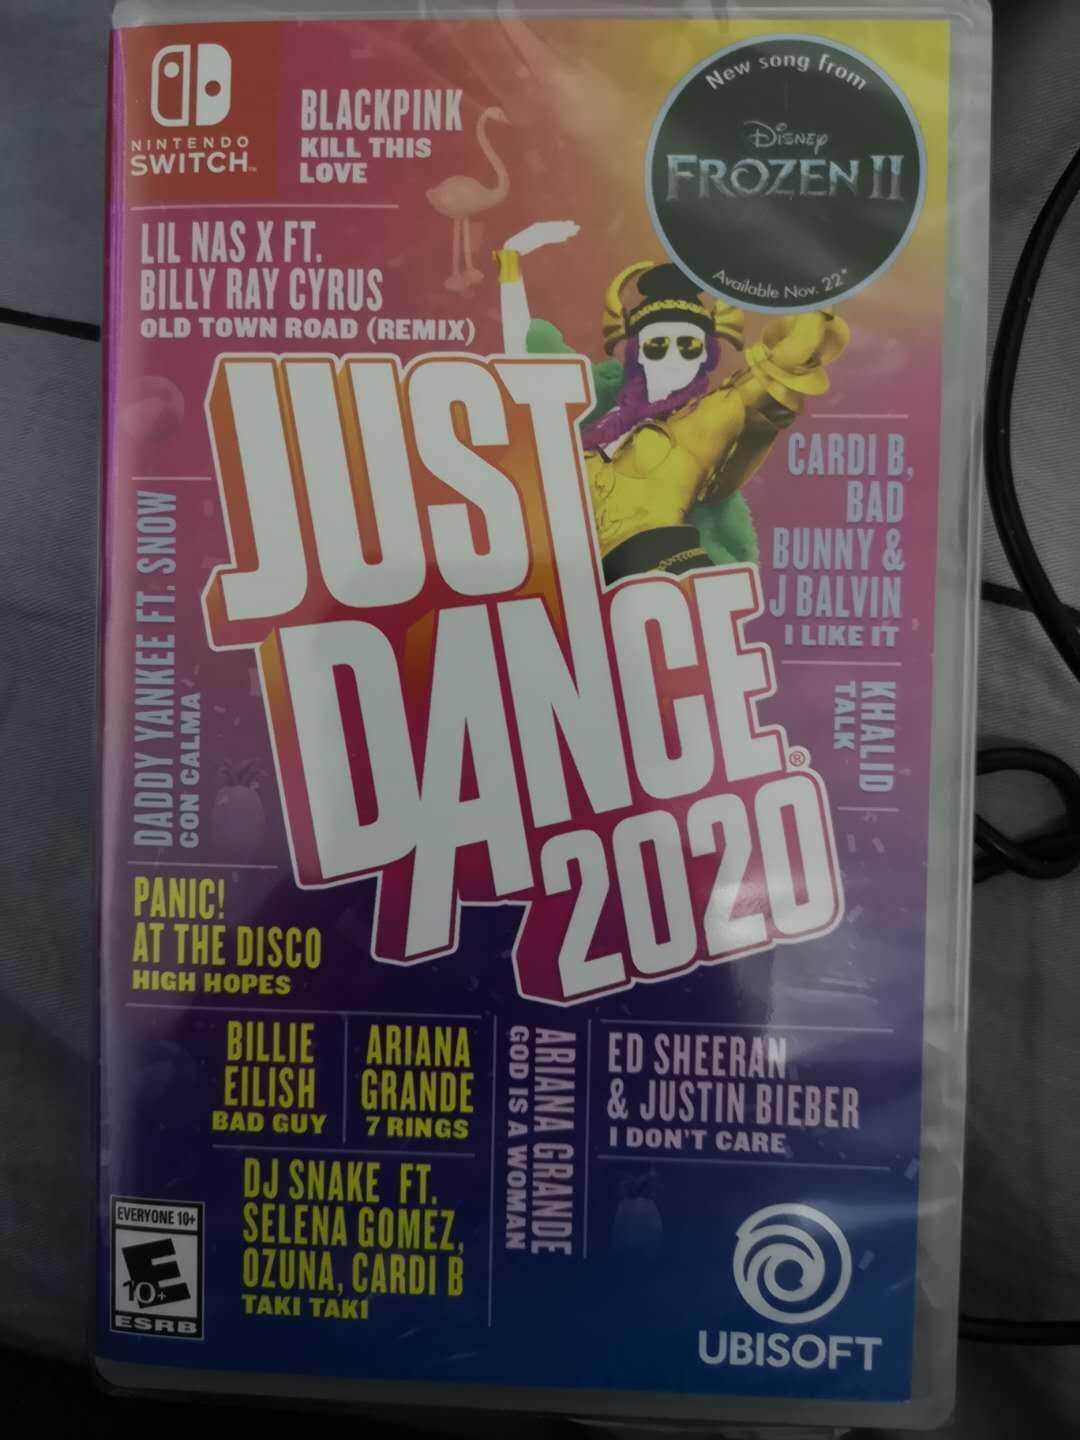 NINTENDO
SWITCH™
BLACKPINK
KILL THIS
LOVE
New song from
Disney
FROZEN II
Available Nov. 22*
LIL NAS X FT.
BILLY RAY CYRUS
OLD TOWN ROAD (REMIX)
JUST
DANCE®
2020
CARDI B,
BAD
BUNNY &
J BALVIN
I LIKE IT
KHALID
TALK
DADDY YANKEE FT. SNOW
CON CALMA
PANIC!
AT THE DISCO
HIGH HOPES
BILLIE
EILISH
BAD GUY
ARIANA
GRANDE
7 RINGS
ARIANA GRANDE
GOD IS A WOMAN
ED SHEERAN
& JUSTIN BIEBER
I DON'T CARE
DJ SNAKE FT.
SELENA GOMEZ,
OZUNA, CARDI B
TAKI TAKI
EVERYONE 10+
E
10+
ESRB
UBISOFT